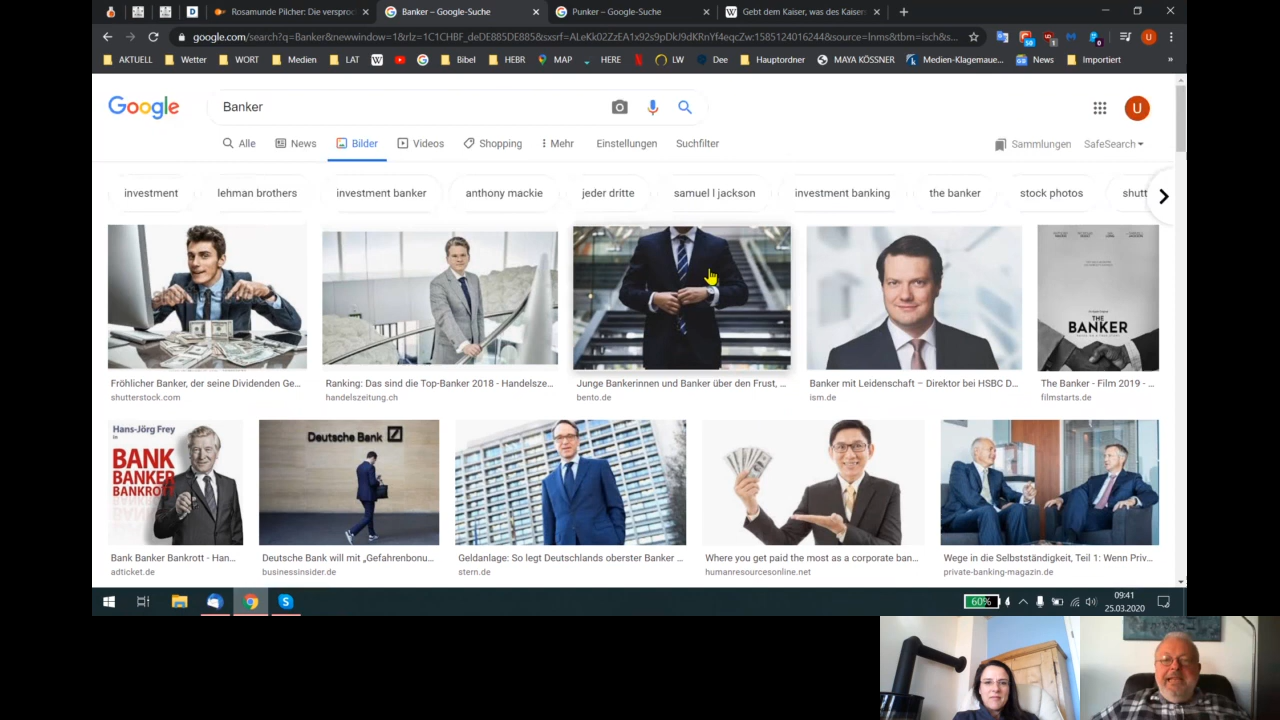 Rosamunde Pilcher: Die versproc
Banker – Google-Suche
Punker – Google-Suche
Gebt dem Kaiser, was des Kaisers
google.com/search?q=Banker&newwindow=1&rlz=1C1CHBF_deDE885DE885&sxsrf=ALeKk02ZzEA1x92s9pDkJ9dKRnYf4eqcZw:1585124016244&source=lnms&tbm=isch&s...
AKTUELL Wetter WORT Medien LAT Bibel HEBR MAP HERE LW Dee Hauptordner MAYA KÖSSNER Medien-Klagemaue... News Importiert »
Google
Banker
U
Alle News Bilder Videos Shopping Mehr Einstellungen Suchfilter Sammlungen SafeSearch
investment lehman brothers investment banker anthony mackie jeder dritte samuel l jackson investment banking the banker stock photos shutt
THE
BANKER
Fröhlicher Banker, der seine Dividenden Ge...
shutterstock.com
Ranking: Das sind die Top-Banker 2018 - Handelsze...
handelszeitung.ch
Junge Bankerinnen und Banker über den Frust, ...
bento.de
Banker mit Leidenschaft – Direktor bei HSBC D...
ism.de
The Banker - Film 2019 - ...
filmstarts.de
Hans-Jörg Frey
in
BANK
BANKER
BANKROTT
Deutsche Bank
Bank Banker Bankrott - Han...
adticket.de
Deutsche Bank will mit „Gefahrenbonu...
businessinsider.de
Geldanlage: So legt Deutschlands oberster Banker ...
stern.de
Where you get paid the most as a corporate ban...
humanresourcesonline.net
Wege in die Selbstständigkeit, Teil 1: Wenn Priv...
private-banking-magazin.de
60%
09:41
25.03.2020